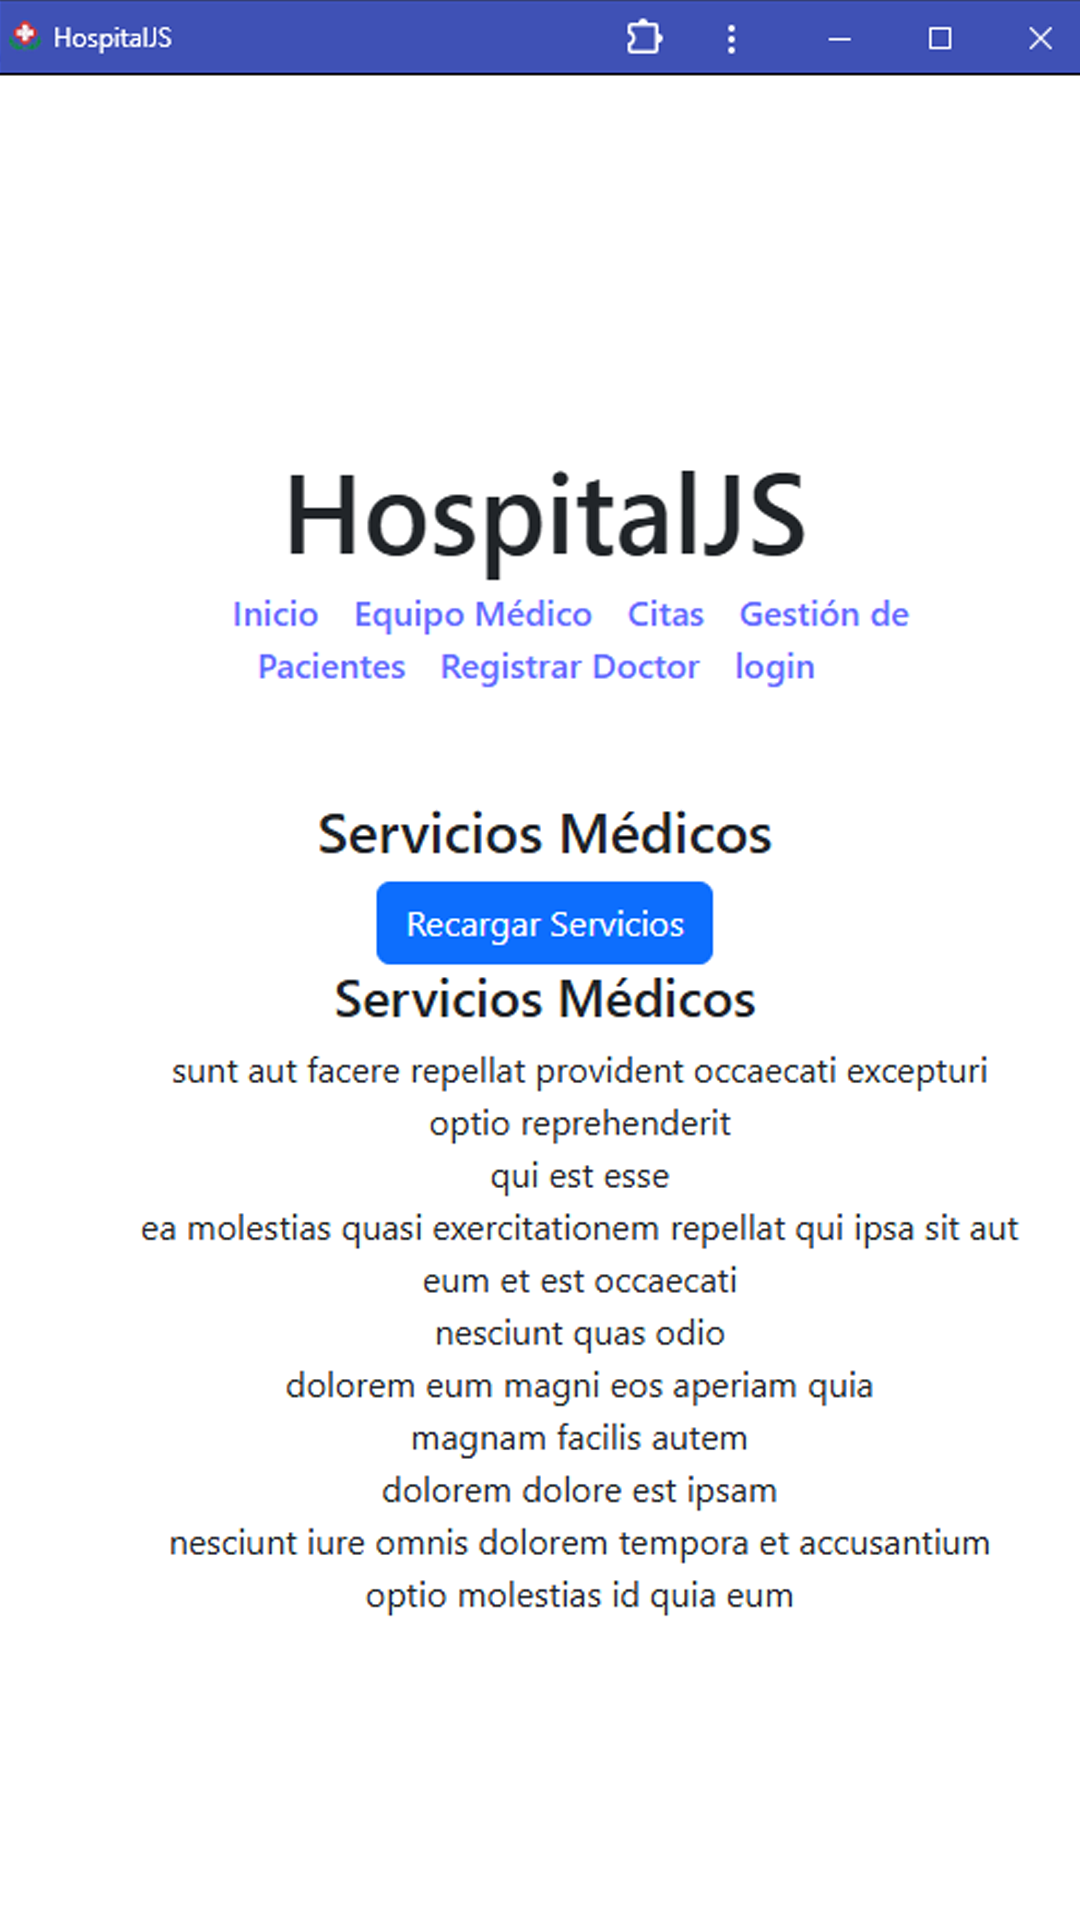 HospitalJS
HospitalJS
Inicio Equipo Médico Citas Gestión de
Pacientes Registrar Doctor login
Servicios Médicos
Recargar Servicios
Servicios Médicos
sunt aut facere repellat provident occaecati excepturi
optio reprehenderit
qui est esse
ea molestias quasi exercitationem repellat qui ipsa sit aut
eum et est occaecati
nesciunt quas odio
dolorem eum magni eos aperiam quia
magnam facilis autem
dolorem dolore est ipsam
nesciunt iure omnis dolorem tempora et accusantium
optio molestias id quia eum